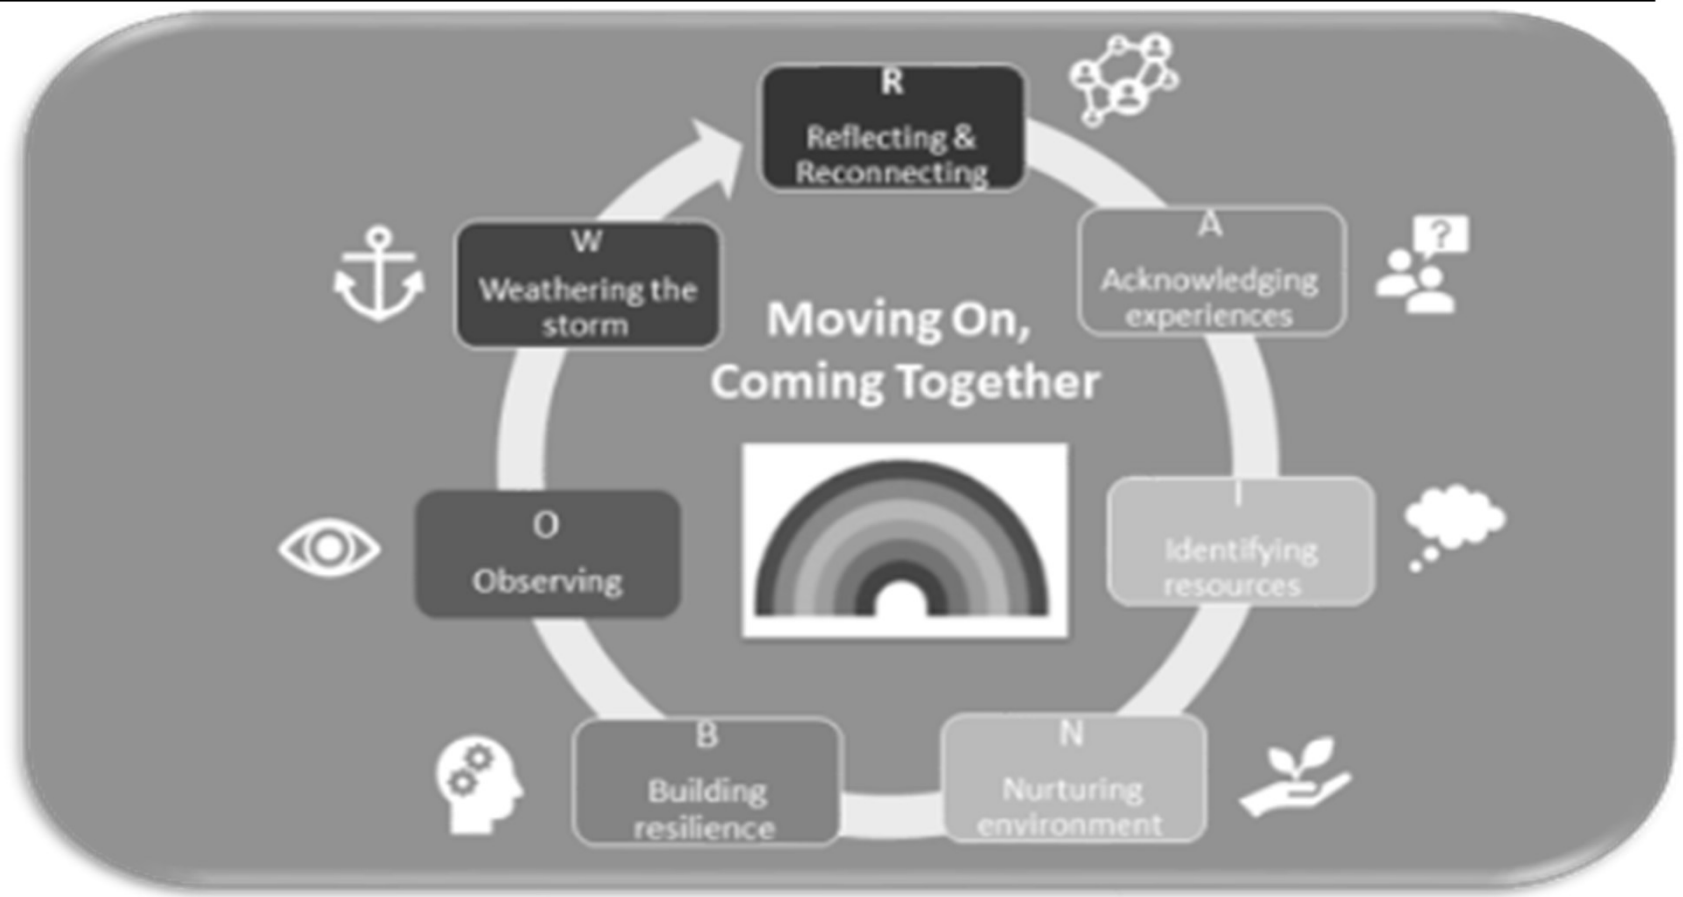 R
Reflecting &
Reconnecting
A
Acknowledging
experiences
?
I
Identifying
resources
N
Nurturing
environment
B
Building
resilience
O
Observing
W
Weathering the
storm
Moving On,
Coming Together